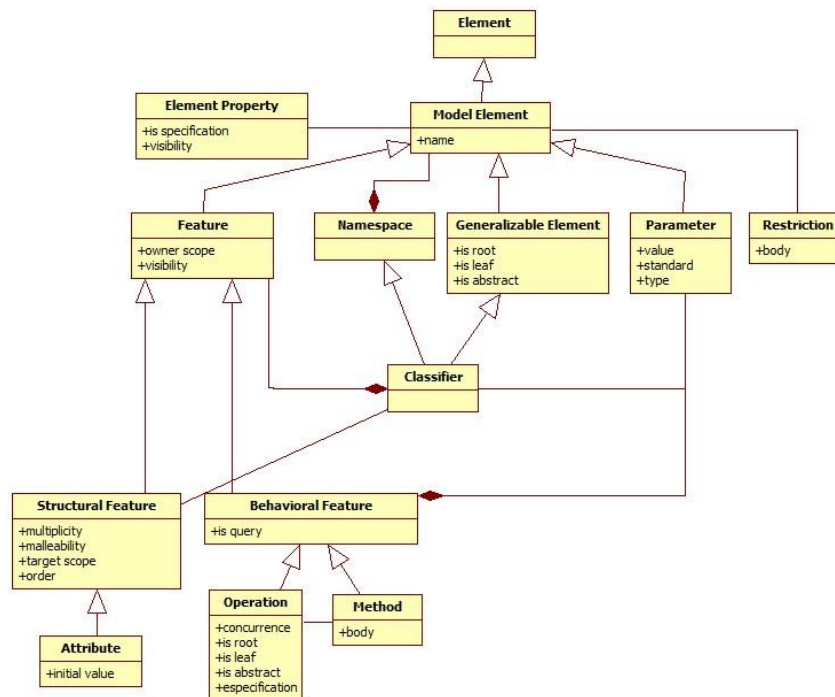 Element
Element Property
+is specification
+visibility
Model Element
+name
Feature
+owner scope
+visibility
Namespace
Generalizable Element
+is root
+is leaf
+is abstract
Parameter
+value
+standard
+type
Restriction
+body
Classifier
Structural Feature
+multiplicity
+malleability
+target scope
+order
Behavioral Feature
+is query
Operation
+concurrence
+is root
+is leaf
+is abstract
+especification
Method
+body
Attribute
+initial value